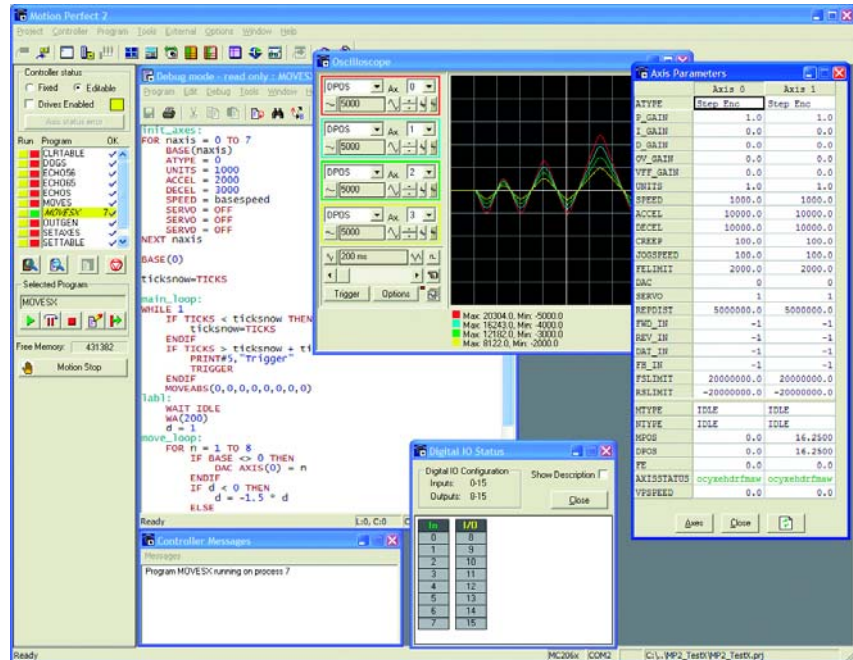 Motion Perfect 2
Project Controller Program Tools External Options Window Help
Controller status
Fixed Editable
Drives Enabled
Axis status error
Run Program OK
CLRTABLE
DOGS
ECHO56
ECHO65
ECHOS
MOVES
MOVESX 7
OUTGEN
SETAXES
SETTABLE
Selected Program
MOVESX
Free Memory: 431382
Motion Stop
Debug mode - read only :: MOVESX
Program Edit Debug Tools Window
init_axes:
FOR naxis = 0 TO 7
BASE(naxis)
ATYPE = 0
UNITS = 1000
ACCEL = 2000
DECEL = 3000
SPEED = basespeed
SERVO = OFF
SERVO = OFF
SERVO = OFF
NEXT naxis
BASE(0)
ticksnow=TICKS
main_loop:
WHILE 1
IF TICKS < ticksnow THEN
ticksnow=TICKS
ENDIF
IF TICKS > ticksnow + ti
PRINT#5,"Trigger"
TRIGGER
ENDIF
MOVEABS(0,0,0,0,0,0,0,0)
labl:
WAIT IDLE
WA(200)
d = 1
move_loop:
FOR n = 1 TO 8
IF BASE <> 0 THEN
DAC AXIS(0) = n
ENDIF
IF d < 0 THEN
d = -1.5 * d
ELSE
Ready L:0, C:0
Oscilloscope
DPOS Ax. 0
5000
DPOS Ax. 1
5000
DPOS Ax. 2
5000
DPOS Ax. 3
5000
200 ms
Trigger Options
Max: 20304.0, Min: -5000.0
Max: 16243.0, Min: -4000.0
Max: 12182.0, Min: -3000.0
Max: 8122.0, Min: -2000.0
Axis Parameters
Axis 0 Axis 1
ATYPE Step Enc Step Enc
P_GAIN 1.0 1.0
I_GAIN 0.0 0.0
D_GAIN 0.0 0.0
OV_GAIN 0.0 0.0
VFF_GAIN 0.0 0.0
UNITS 1.0 1.0
SPEED 1000.0 1000.0
ACCEL 10000.0 10000.0
DECEL 10000.0 10000.0
CREEP 100.0 100.0
JOGSPEED 100.0 100.0
FELIMIT 2000.0 2000.0
DAC 0 0
SERVO 1 1
REPDIST 5000000.0 5000000.0
FWD_IN -1 -1
REV_IN -1 -1
DAT_IN -1 -1
FH_IN -1 -1
FSLIMIT 20000000.0 20000000.0
RSLIMIT -20000000.0 -20000000.0
MTYPE IDLE IDLE
NTYPE IDLE IDLE
MPOS 0.0 16.2500
DPOS 0.0 16.2500
FE 0.0 0.0
AXISSTATUS ocyxehdrfmaw ocyxehdrfmaw
VPSPEED 0.0 0.0
Axes Close
Digital IO Status
Digital IO Configuration
Inputs: 0-15
Outputs: 8-15
Show Description
Close
In I/O
0 8
1 9
2 10
3 11
4 12
5 13
6 14
7 15
Controller Messages
Messages
Program MOVESX running on process 7
Ready MC206x COM2 C:\..\MP2_TestX\MP2_TestX.prj